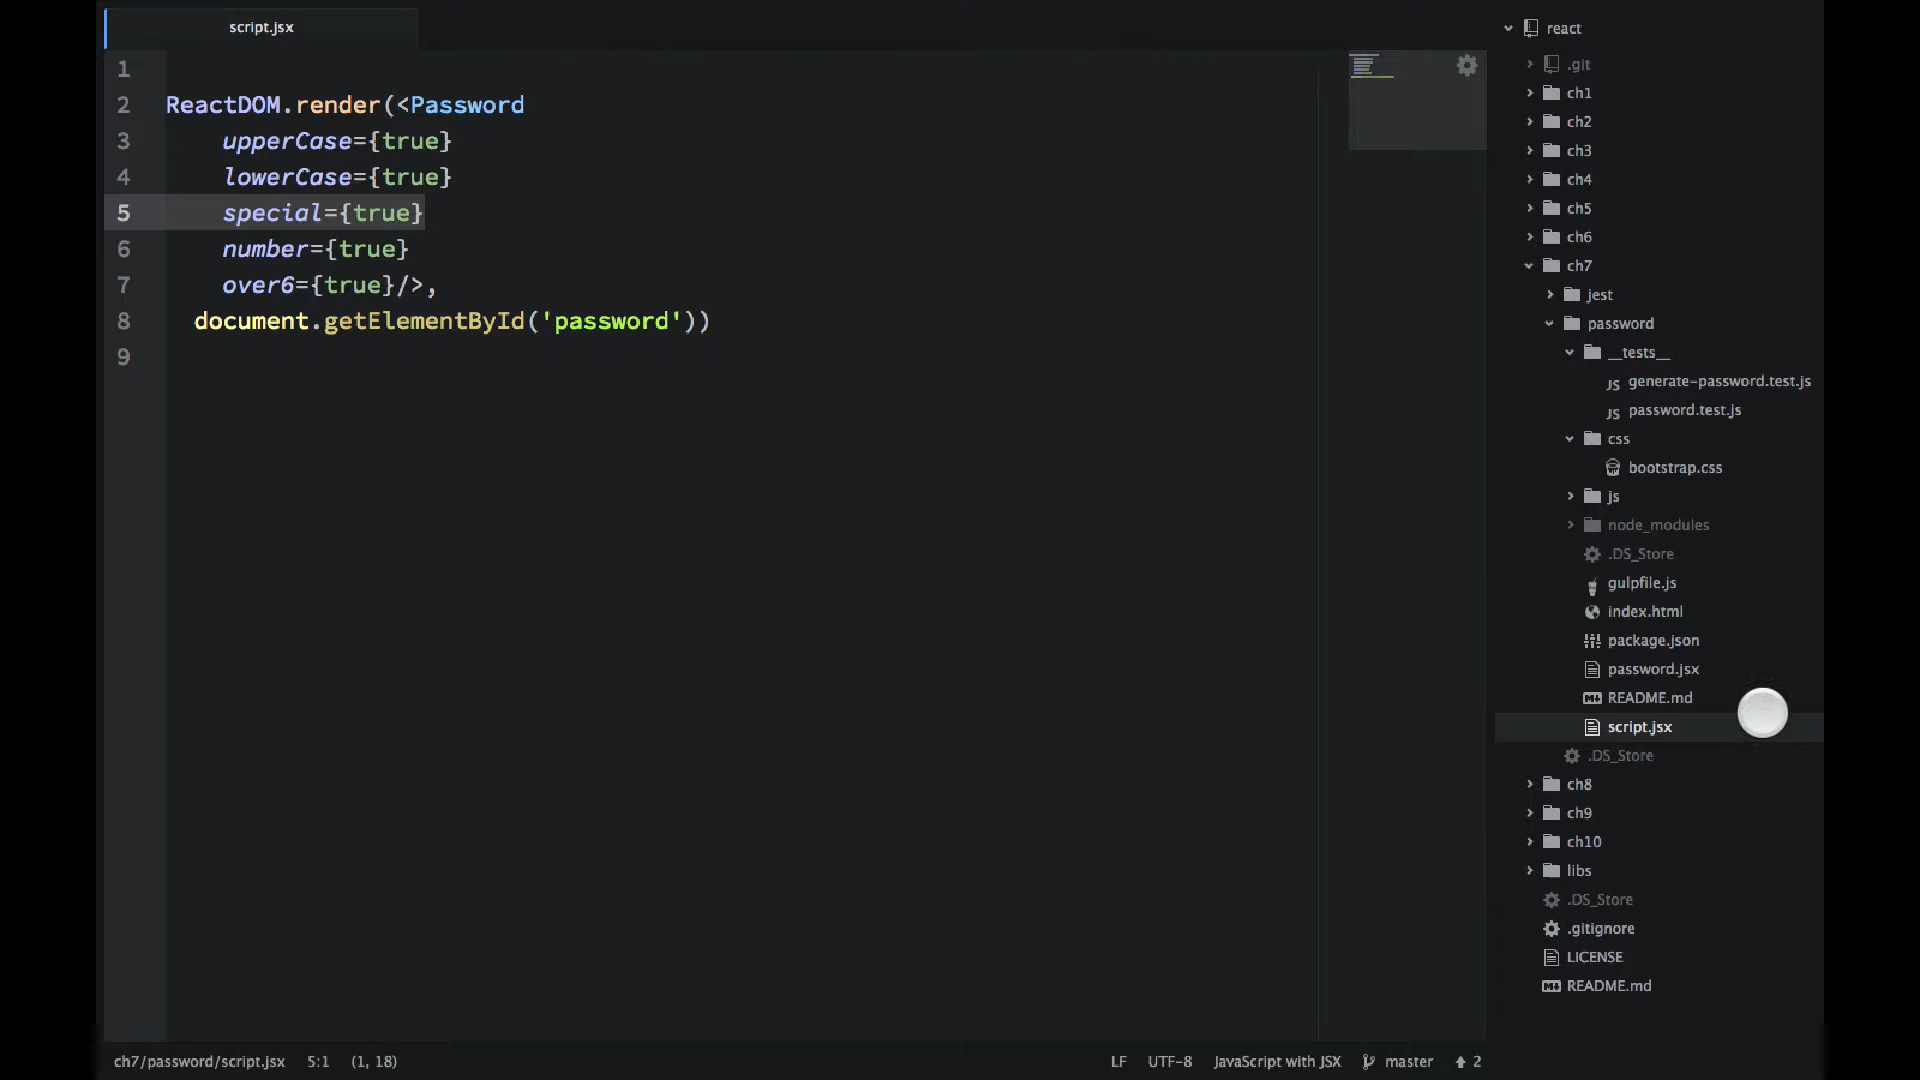 script.jsx
1
2 ReactDOM.render(<Password
3 upperCase={true}
4 lowerCase={true}
5 special={true}
6 number={true}
7 over6={true}/>,
8 document.getElementById('password'))
9
react
.git
ch1
ch2
ch3
ch4
ch5
ch6
ch7
jest
password
__tests__
JS generate-password.test.js
JS password.test.js
css
bootstrap.css
js
node_modules
.DS_Store
gulpfile.js
index.html
package.json
password.jsx
README.md
script.jsx
.DS_Store
ch8
ch9
ch10
libs
.DS_Store
.gitignore
LICENSE
README.md
ch7/password/script.jsx 5:1 (1, 18) LF UTF-8 JavaScript with JSX master 2